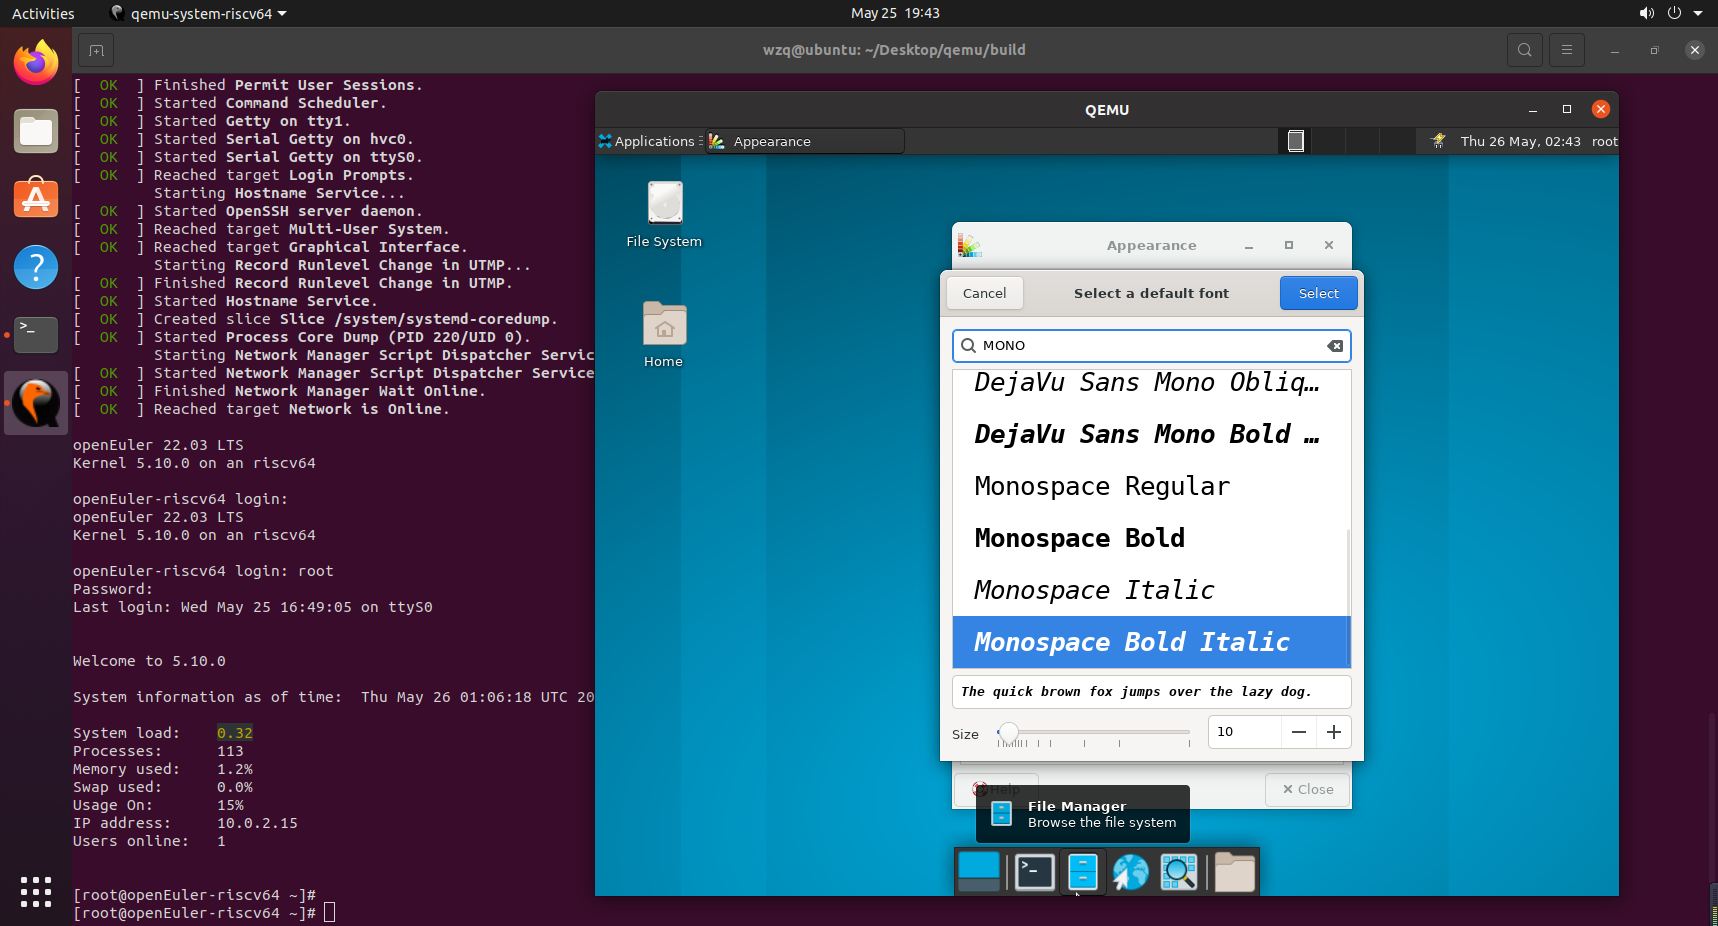 Activities
qemu-system-riscv64
May 25 19:43
wzq@ubuntu: ~/Desktop/qemu/build
[ OK ] Finished Permit User Sessions.
[ OK ] Started Command Scheduler.
[ OK ] Started Getty on tty1.
[ OK ] Started Serial Getty on hvc0.
[ OK ] Started Serial Getty on ttyS0.
[ OK ] Reached target Login Prompts.
Starting Hostname Service...
[ OK ] Started OpenSSH server daemon.
[ OK ] Reached target Multi-User System.
[ OK ] Reached target Graphical Interface.
Starting Record Runlevel Change in UTMP...
[ OK ] Finished Record Runlevel Change in UTMP.
[ OK ] Started Hostname Service.
[ OK ] Created slice Slice /system/systemd-coredump.
[ OK ] Started Process Core Dump (PID 220/UID 0).
Starting Network Manager Script Dispatcher Servic
[ OK ] Started Network Manager Script Dispatcher Service
[ OK ] Finished Network Manager Wait Online.
[ OK ] Reached target Network is Online.
openEuler 22.03 LTS
Kernel 5.10.0 on an riscv64
openEuler-riscv64 login:
openEuler 22.03 LTS
Kernel 5.10.0 on an riscv64
openEuler-riscv64 login: root
Password:
Last login: Wed May 25 16:49:05 on ttyS0
Welcome to 5.10.0
System information as of time: Thu May 26 01:06:18 UTC 20
System load: 0.32
Processes: 113
Memory used: 1.2%
Swap used: 0.0%
Usage On: 15%
IP address: 10.0.2.15
Users online: 1
[root@openEuler-riscv64 ~]#
[root@openEuler-riscv64 ~]#
QEMU
Applications
Appearance
Thu 26 May, 02:43
root
File System
Home
Appearance
Cancel
Select a default font
Select
MONO
DejaVu Sans Mono Obliq…
DejaVu Sans Mono Bold …
Monospace Regular
Monospace Bold
Monospace Italic
Monospace Bold Italic
The quick brown fox jumps over the lazy dog.
Size
10
Help
Close
File Manager
Browse the file system